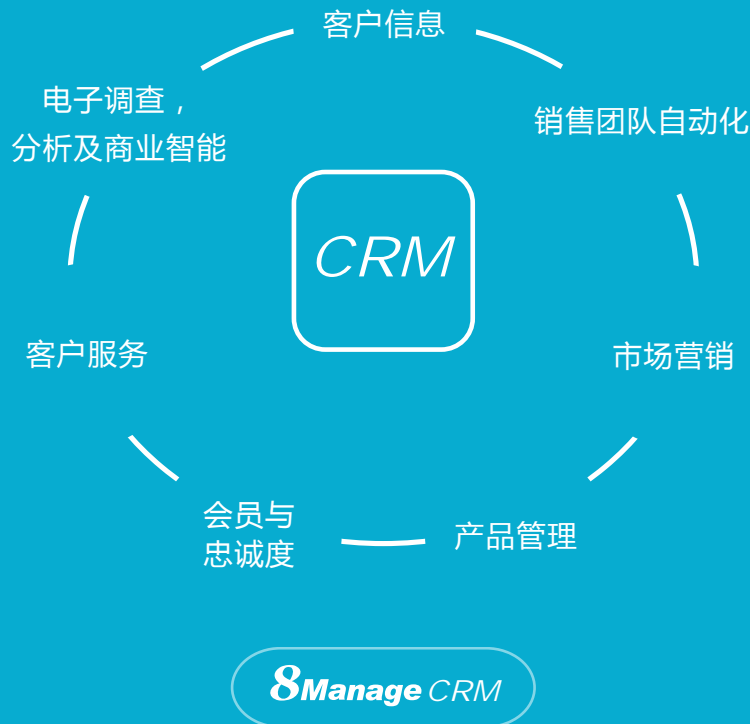 客户信息
电子调查，
分析及商业智能
销售团队自动化
CRM
客户服务
市场营销
会员与
忠诚度
产品管理
8Manage CRM